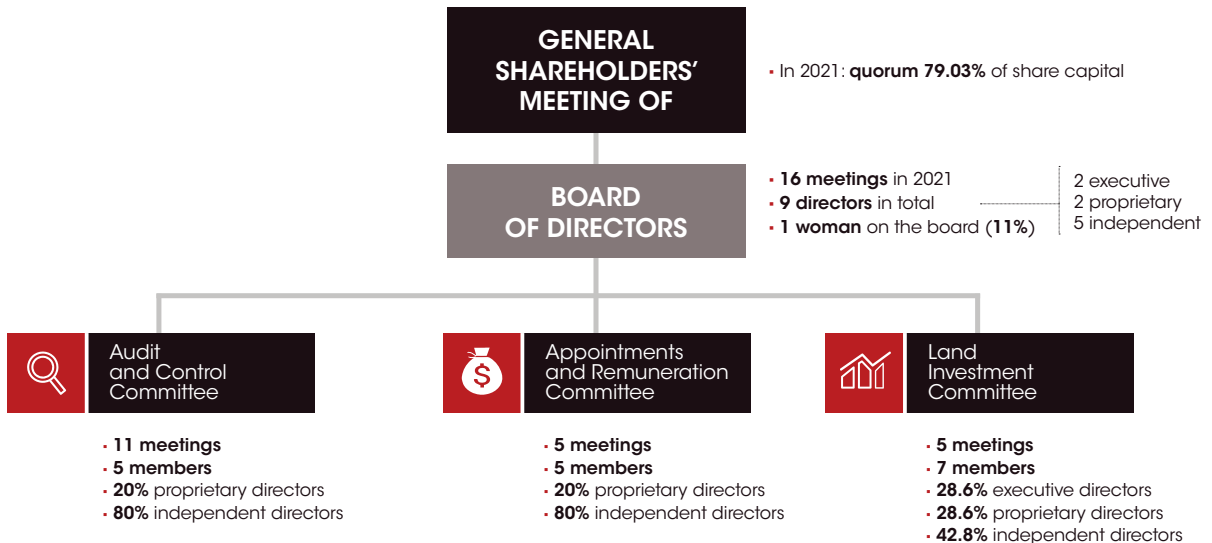 GENERAL
SHAREHOLDERS'
MEETING OF
▪ In 2021: quorum 79.03% of share capital
BOARD
OF DIRECTORS
▪ 16 meetings in 2021
▪ 9 directors in total
▪ 1 woman on the board (11%)
2 executive
2 proprietary
5 independent
Audit
and Control
Committee
▪ 11 meetings
▪ 5 members
▪ 20% proprietary directors
▪ 80% independent directors
$
Appointments
and Remuneration
Committee
▪ 5 meetings
▪ 5 members
▪ 20% proprietary directors
▪ 80% independent directors
Land
Investment
Committee
▪ 5 meetings
▪ 7 members
▪ 28.6% executive directors
▪ 28.6% proprietary directors
▪ 42.8% independent directors